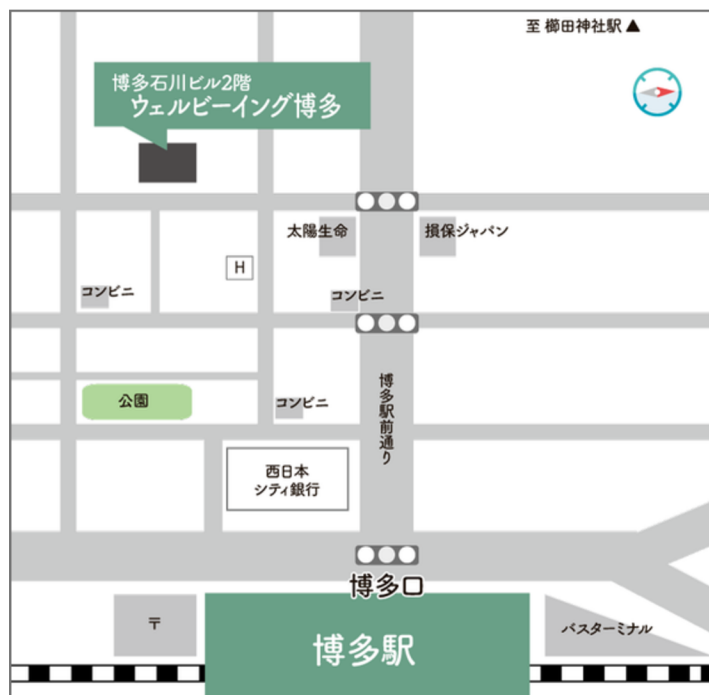 至 櫛田神社駅▲
博多石川ビル2階
ウェルビーイング博多
太陽生命
損保ジャパン
H
コンビニ
コンビニ
公園
コンビニ
博多駅前通り
西日本
シティ銀行
博多口
〒
博多駅
バスターミナル